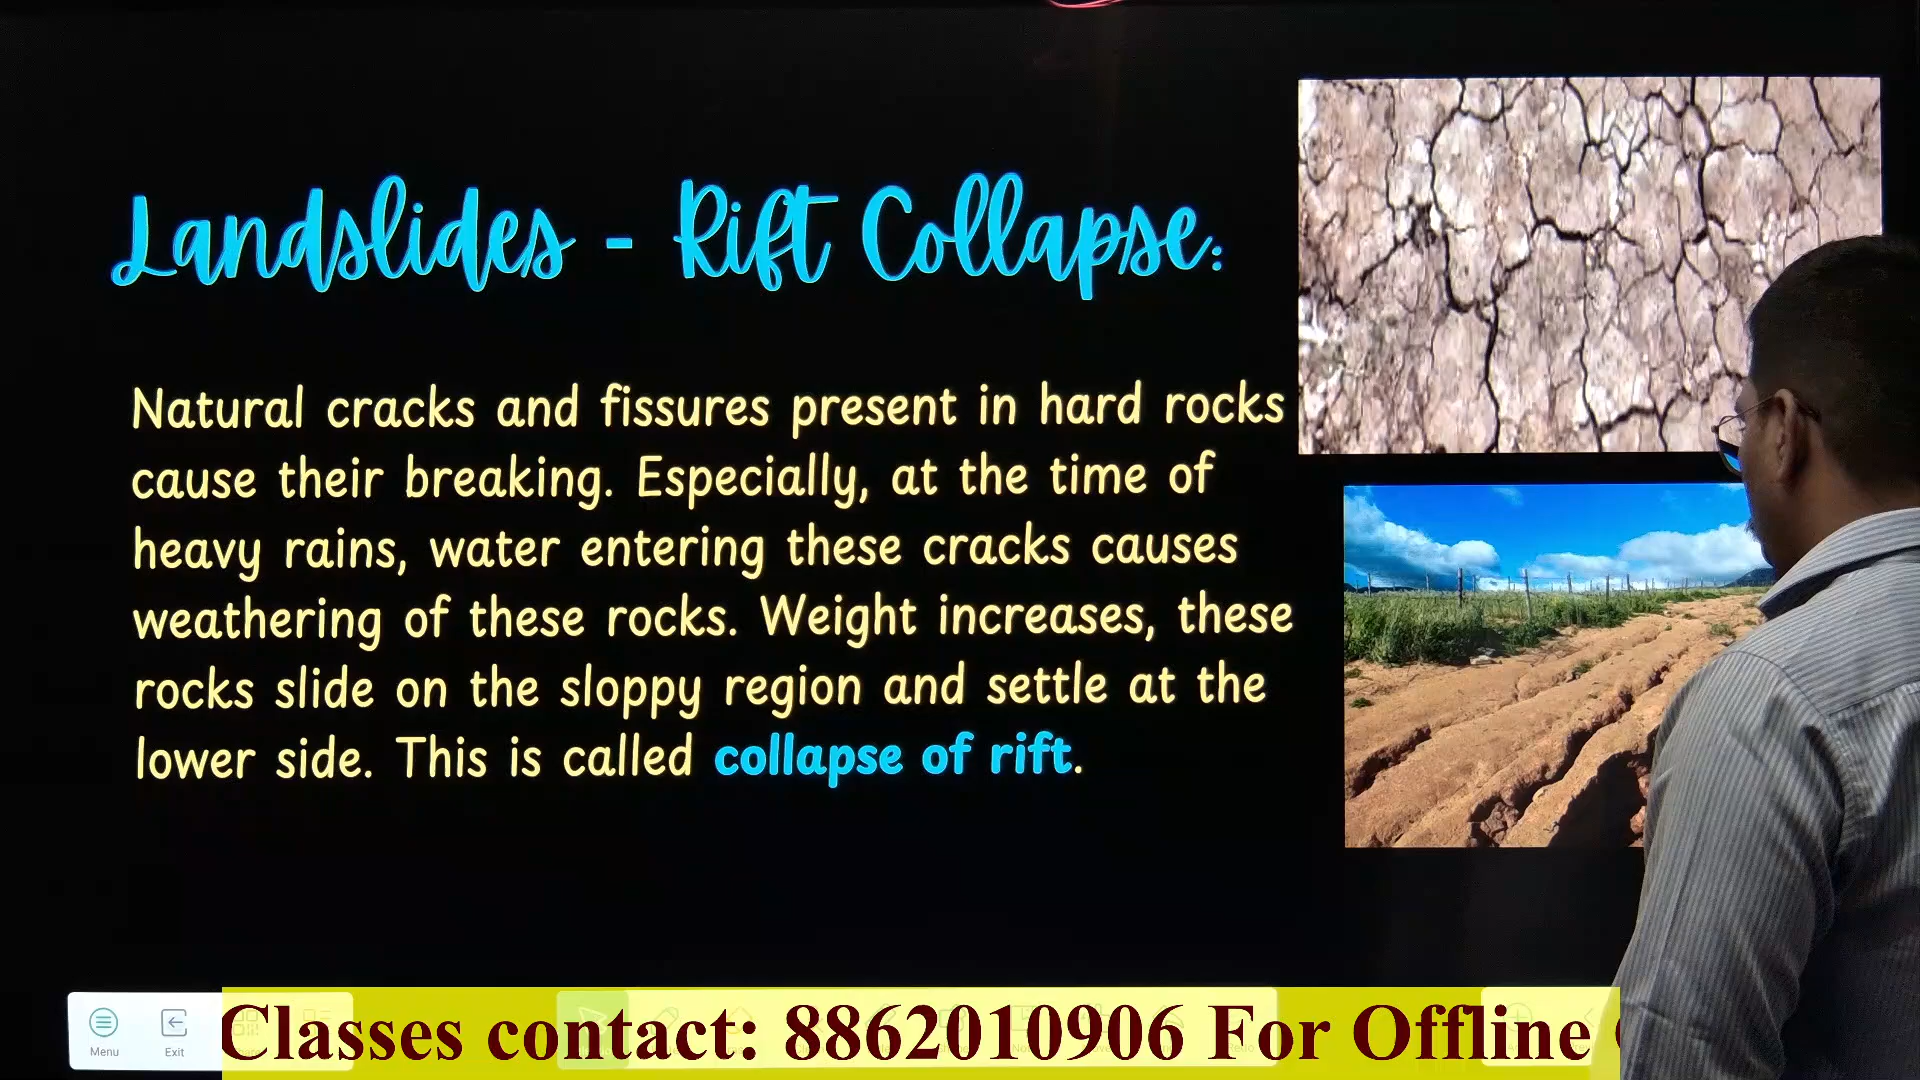 Landslides - Rift Collapse:
Natural cracks and fissures present in hard rocks
cause their breaking. Especially, at the time of
heavy rains, water entering these cracks causes
weathering of these rocks. Weight increases, these
rocks slide on the sloppy region and settle at the
lower side. This is called collapse of rift.
Menu
Exit
Classes contact: 8862010906 For Offline